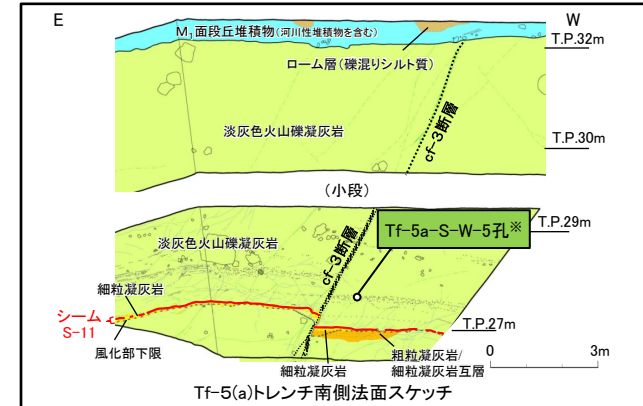 E
W
M₁面段丘堆積物(河川性堆積物を含む)
T.P.32m
ローム層(礫混りシルト質)
cf-3断層
淡灰色火山礫凝灰岩
T.P.30m
(小段)
T.P.29m
淡灰色火山礫凝灰岩
cf-3断層
Tf-5a-S-W-5孔※
細粒凝灰岩
シーム
S-11
T.P.27m
風化部下限
細粒凝灰岩
粗粒凝灰岩/
細粒凝灰岩互層
0
3m
Tf-5(a)トレンチ南側法面スケッチ